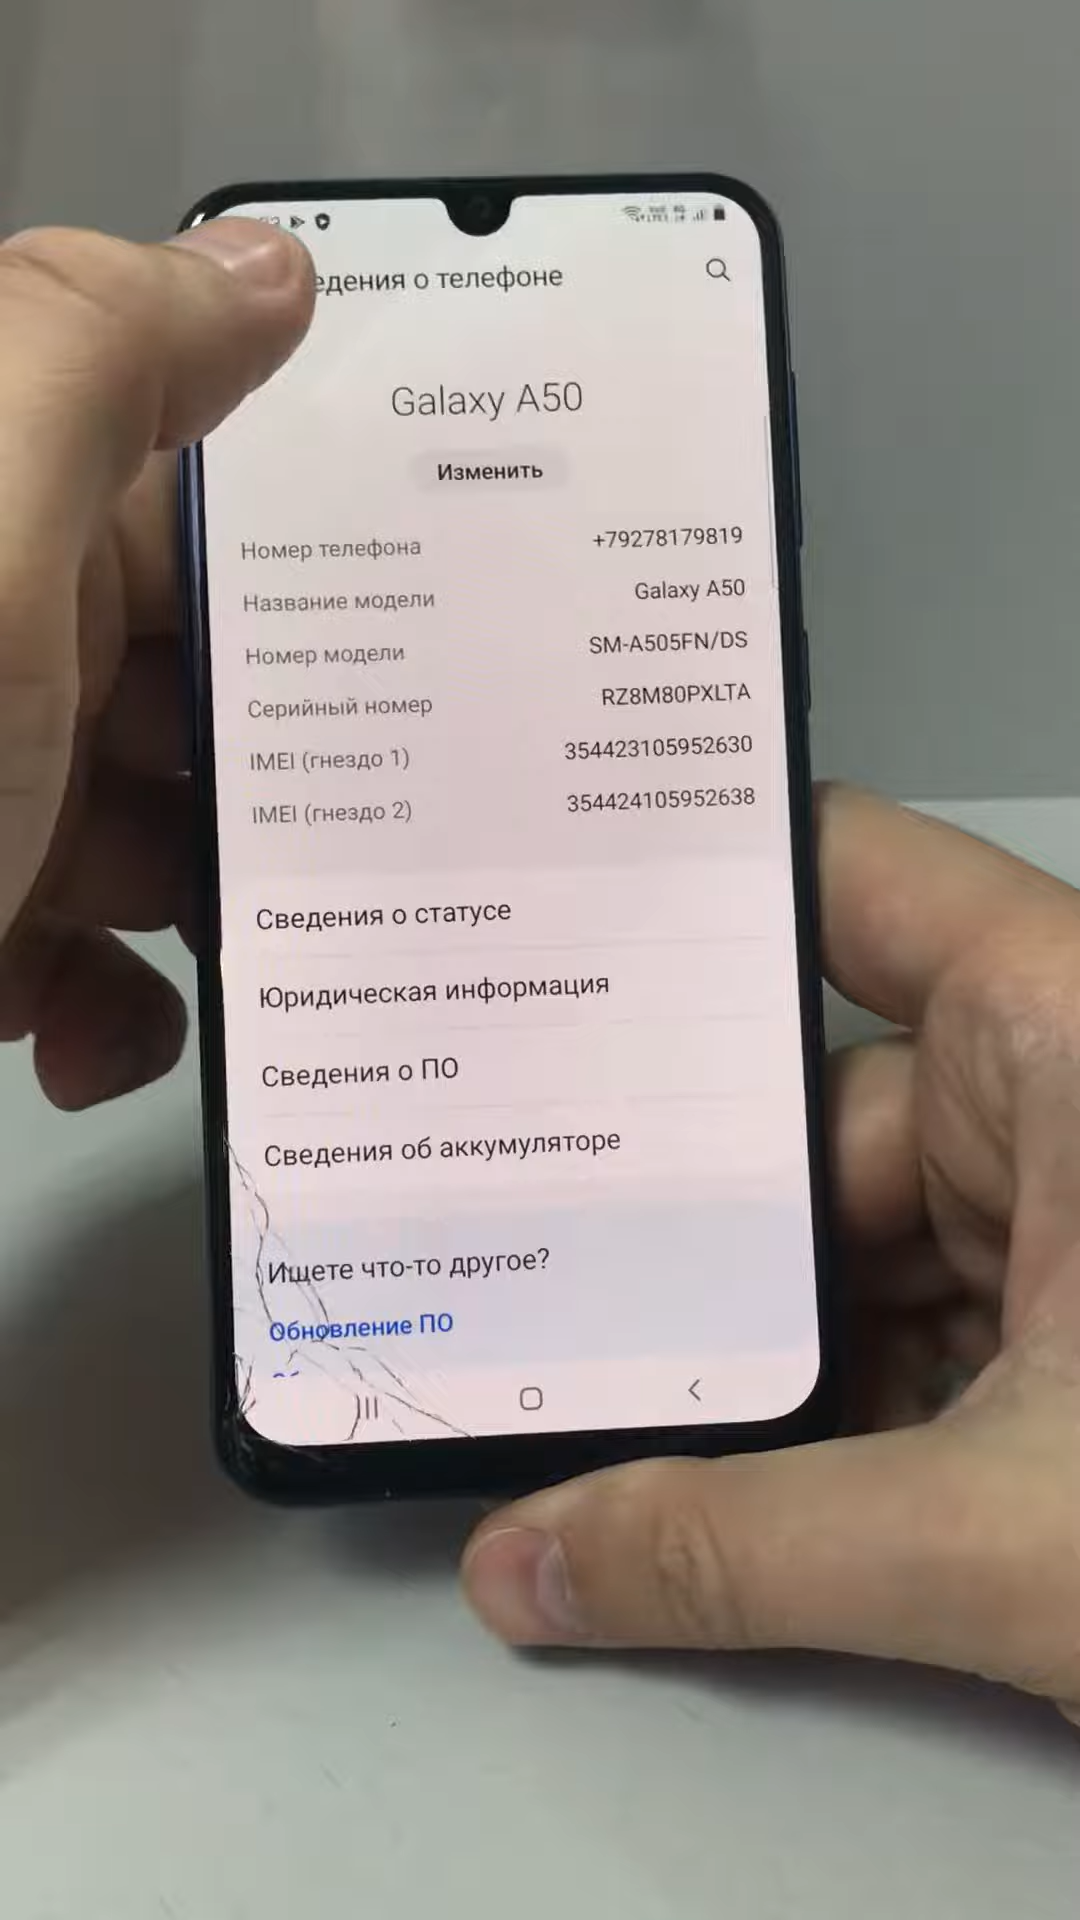 едения о телефоне
Galaxy A50
Изменить
Номер телефона +79278179819
Название модели Galaxy A50
Номер модели SM-A505FN/DS
Серийный номер RZ8M80PXLTA
IMEI (гнездо 1) 354423105952630
IMEI (гнездо 2) 354424105952638
Сведения о статусе
Юридическая информация
Сведения о ПО
Сведения об аккумуляторе
Ищете что-то другое?
Обновление ПО